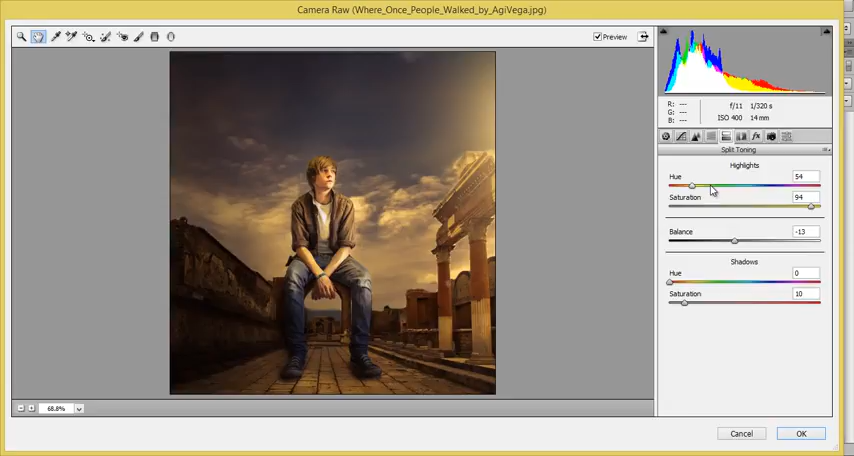 Camera Raw (Where_Once_People_Walked_by_AgiVega.jpg)
Preview
R: ---
G: ---
B: ---
f/11 1/320 s
ISO 400 14 mm
fx
Split Toning
Highlights
Hue 54
Saturation 94
Balance -13
Shadows
Hue 0
Saturation 10
68.8%
Cancel OK